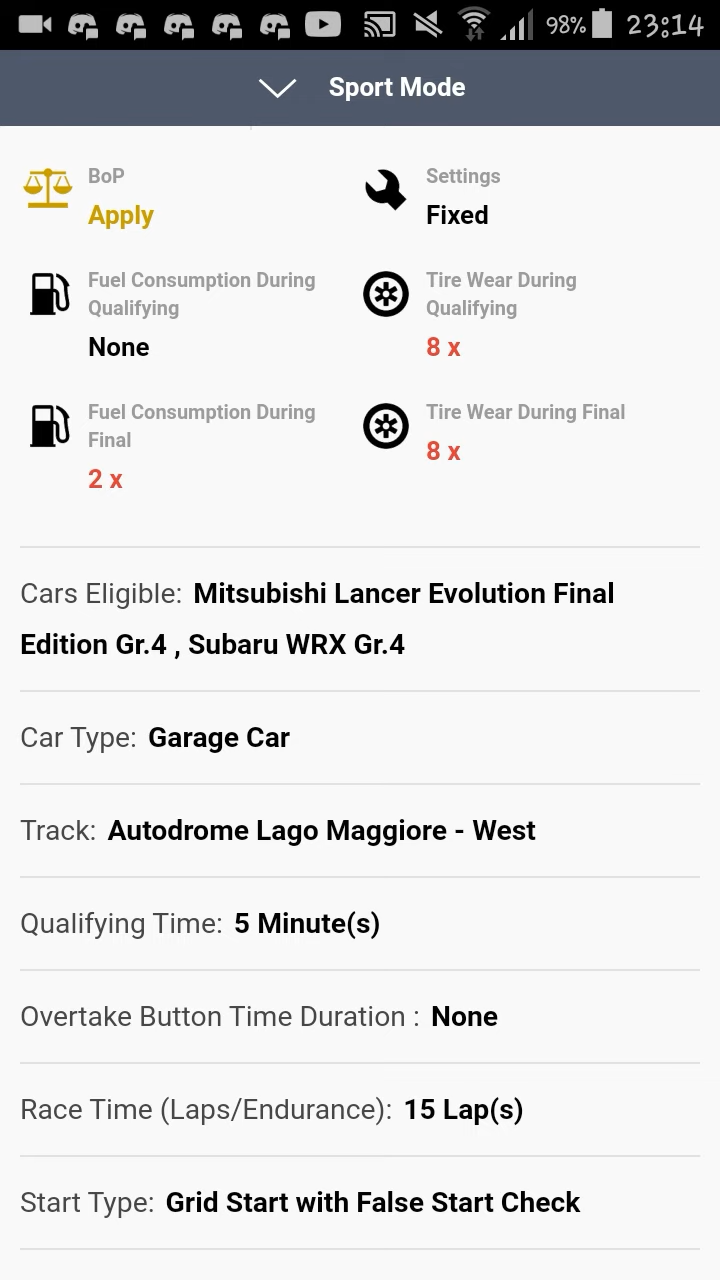 98% 23:14
Sport Mode
BoP
Apply
Settings
Fixed
Fuel Consumption During
Qualifying
None
Tire Wear During
Qualifying
8 x
Fuel Consumption During
Final
2 x
Tire Wear During Final
8 x
Cars Eligible: Mitsubishi Lancer Evolution Final
Edition Gr.4 , Subaru WRX Gr.4
Car Type: Garage Car
Track: Autodrome Lago Maggiore - West
Qualifying Time: 5 Minute(s)
Overtake Button Time Duration : None
Race Time (Laps/Endurance): 15 Lap(s)
Start Type: Grid Start with False Start Check